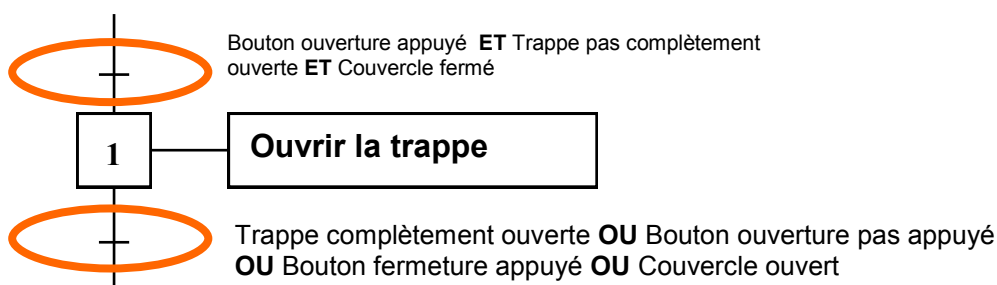 Bouton ouverture appuyé ET Trappe pas complètement
ouverte ET Couvercle fermé
1
Ouvrir la trappe
Trappe complètement ouverte OU Bouton ouverture pas appuyé
OU Bouton fermeture appuyé OU Couvercle ouvert